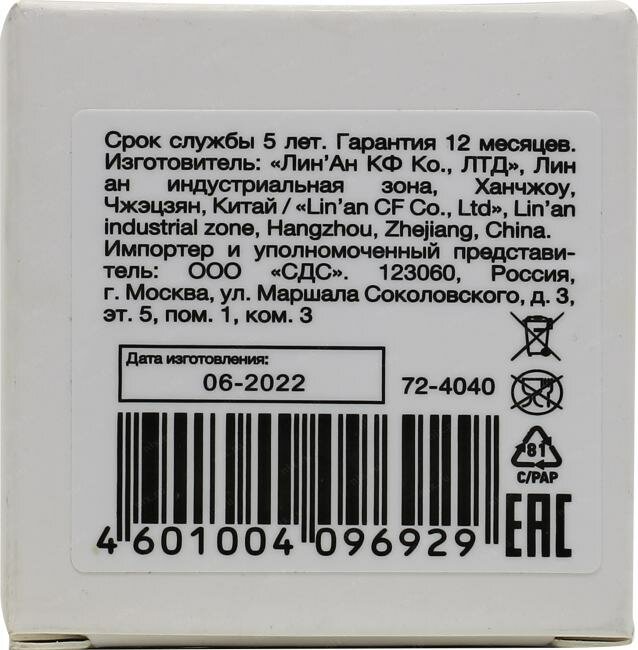 Срок службы 5 лет. Гарантия 12 месяцев.
Изготовитель: «Лин’Ан КФ Ко., ЛТД», Лин
ан индустриальная зона, Ханчжоу,
Чжэцзян, Китай / «Lin’an CF Co., Ltd», Lin’an
industrial zone, Hangzhou, Zhejiang, China.
Импортер и уполномоченный представи-
тель: ООО «СДС». 123060, Россия,
г. Москва, ул. Маршала Соколовского, д. 3,
эт. 5, пом. 1, ком. 3
Дата изготовления:
06-2022
72-4040
81
C/PAP
4 601004 096929
EAC